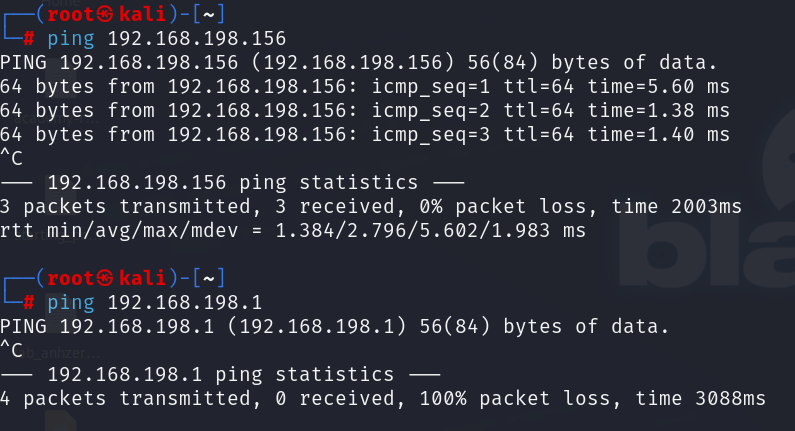 ┌──(root㉿kali)-[~]
└─# ping 192.168.198.156
PING 192.168.198.156 (192.168.198.156) 56(84) bytes of data.
64 bytes from 192.168.198.156: icmp_seq=1 ttl=64 time=5.60 ms
64 bytes from 192.168.198.156: icmp_seq=2 ttl=64 time=1.38 ms
64 bytes from 192.168.198.156: icmp_seq=3 ttl=64 time=1.40 ms
^C
--- 192.168.198.156 ping statistics ---
3 packets transmitted, 3 received, 0% packet loss, time 2003ms
rtt min/avg/max/mdev = 1.384/2.796/5.602/1.983 ms
┌──(root㉿kali)-[~]
└─# ping 192.168.198.1
PING 192.168.198.1 (192.168.198.1) 56(84) bytes of data.
^C
--- 192.168.198.1 ping statistics ---
4 packets transmitted, 0 received, 100% packet loss, time 3088ms